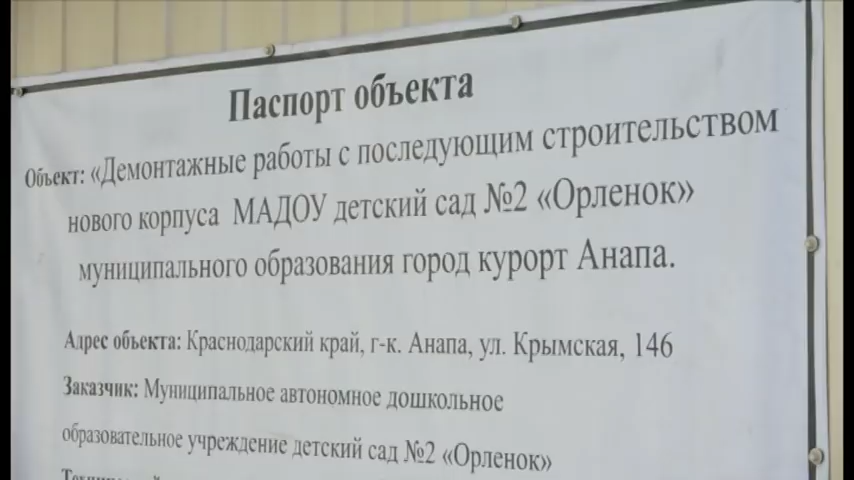 Паспорт объекта
Объект: «Демонтажные работы с последующим строительством
нового корпуса МАДОУ детский сад №2 «Орленок»
муниципального образования город курорт Анапа.
Адрес объекта: Краснодарский край, г-к. Анапа, ул. Крымская, 146
Заказчик: Муниципальное автономное дошкольное
образовательное учреждение детский сад №2 «Орленок»